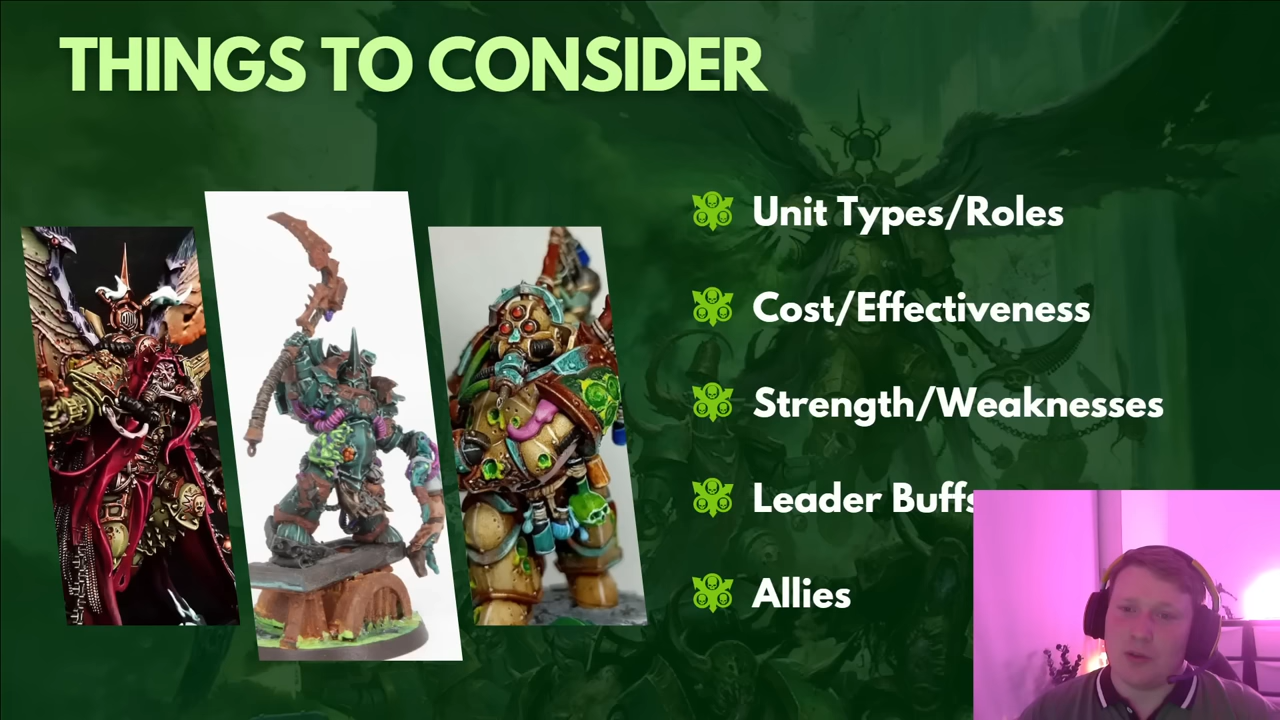 THINGS TO CONSIDER
Unit Types/Roles
Cost/Effectiveness
Strength/Weaknesses
Leader Buffs
Allies